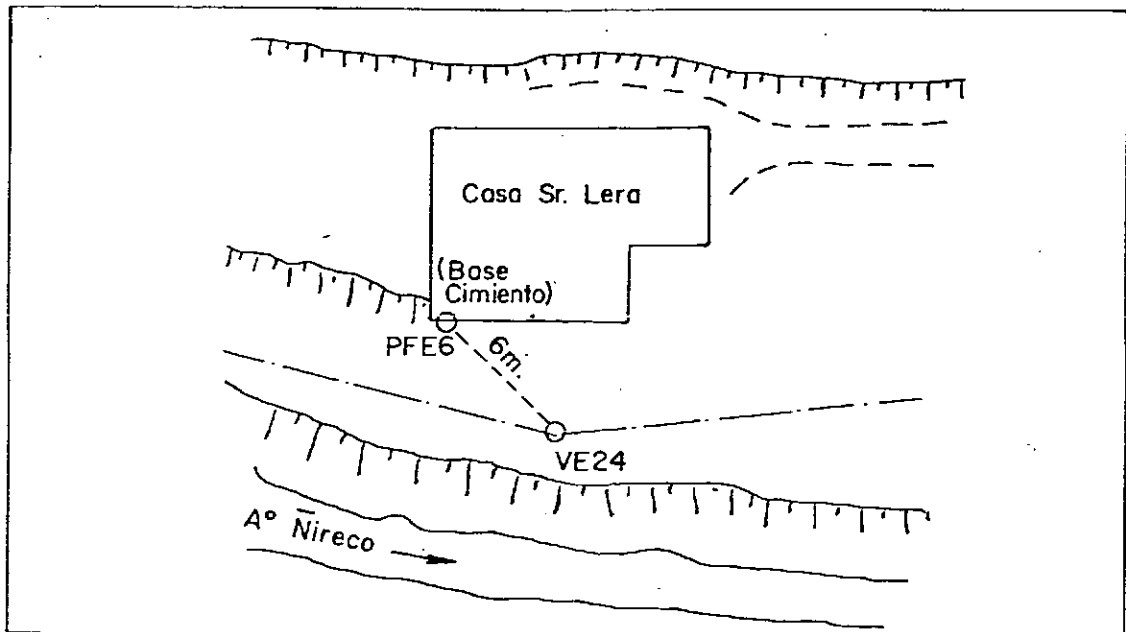 Casa Sr. Lera
(Base
Cimiento)
PFE6
6m.
VE24
A° Ñireco